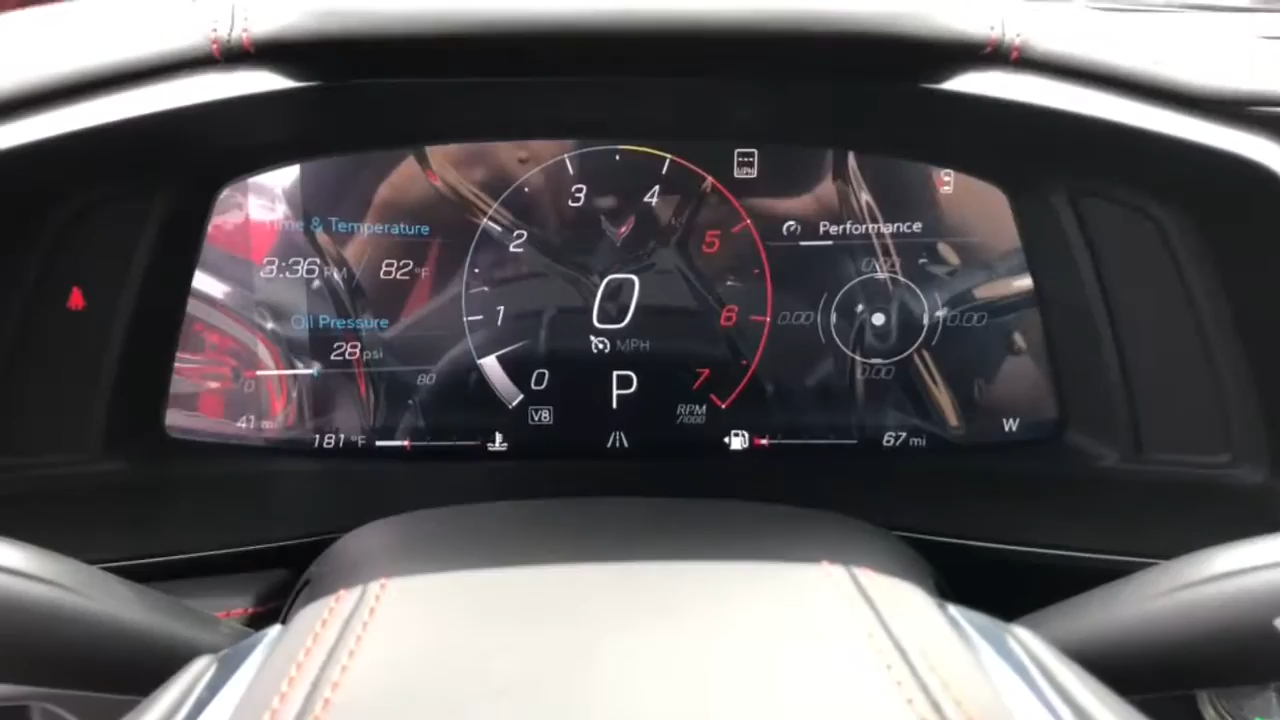 MPH
Time & Temperature
3:36 PM 82°F
Oil Pressure
28 psi
0 80
41 mi
181 °F
0
1
2
3
4
5
6
7
RPM
/1000
0
MPH
P
V8
Performance
0.00
0.00
0.00
0.00
67 mi
W